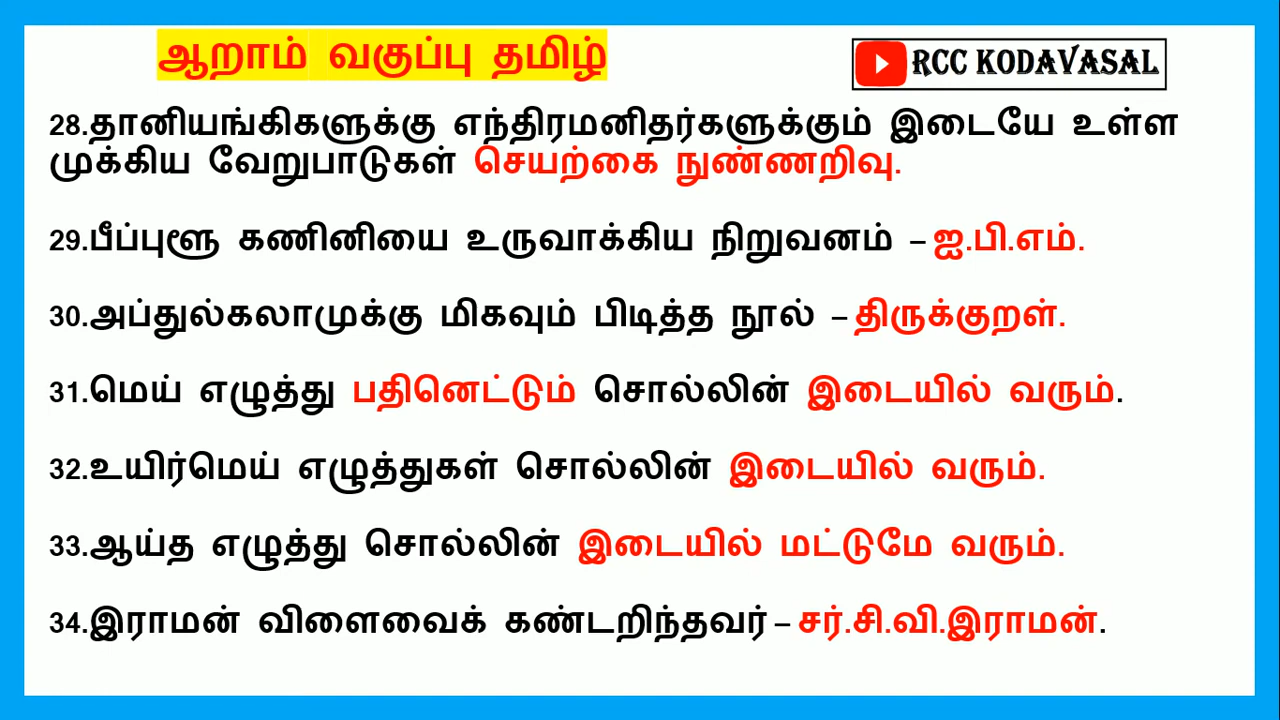 ஆறாம் வகுப்பு தமிழ்
RCC KODAVASAL
28.தானியங்கிகளுக்கு எந்திரமனிதர்களுக்கும் இடையே உள்ள
முக்கிய வேறுபாடுகள் செயற்கை நுண்ணறிவு.
29.பீப்புளூ கணினியை உருவாக்கிய நிறுவனம் – ஐ.பி.எம்.
30.அப்துல்கலாமுக்கு மிகவும் பிடித்த நூல் – திருக்குறள்.
31.மெய் எழுத்து பதினெட்டும் சொல்லின் இடையில் வரும்.
32.உயிர்மெய் எழுத்துகள் சொல்லின் இடையில் வரும்.
33.ஆய்த எழுத்து சொல்லின் இடையில் மட்டுமே வரும்.
34.இராமன் விளைவைக் கண்டறிந்தவர் – சர்.சி.வி.இராமன்.